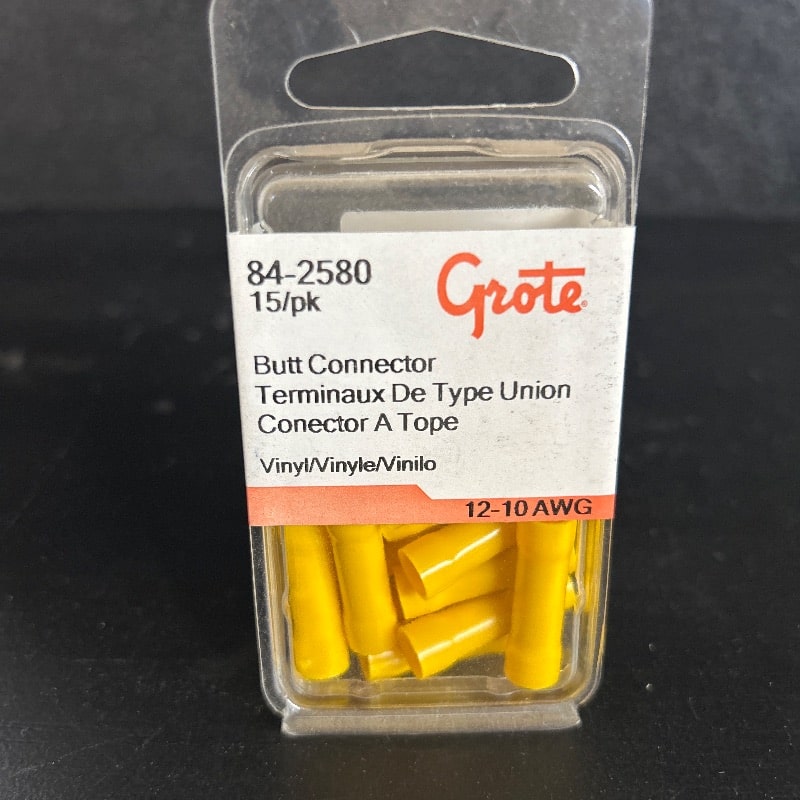 84-2580
15/pk
Grote®
Butt Connector
Terminaux De Type Union
Conector A Tope
Vinyl/Vinyle/Vinilo
12-10 AWG